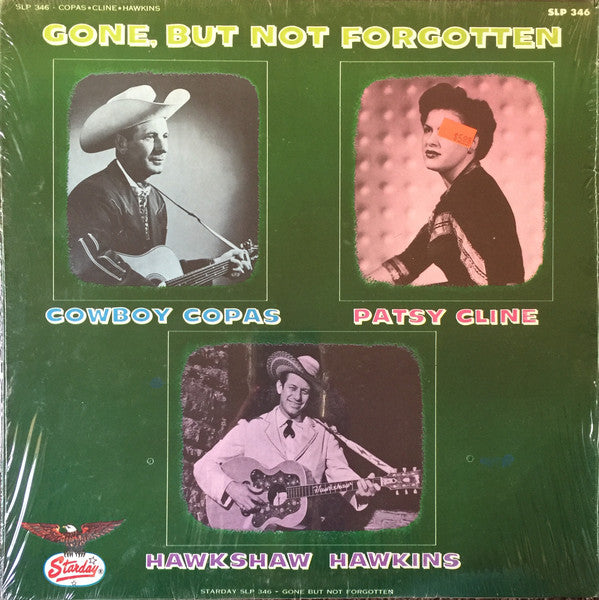 SLP 346 - COPAS★CLINE★HAWKINS
SLP 346
GONE, BUT NOT FORGOTTEN
COWBOY COPAS
PATSY CLINE
Hawkshaw
HAWKSHAW HAWKINS
Starday
STARDAY SLP 346 - GONE BUT NOT FORGOTTEN